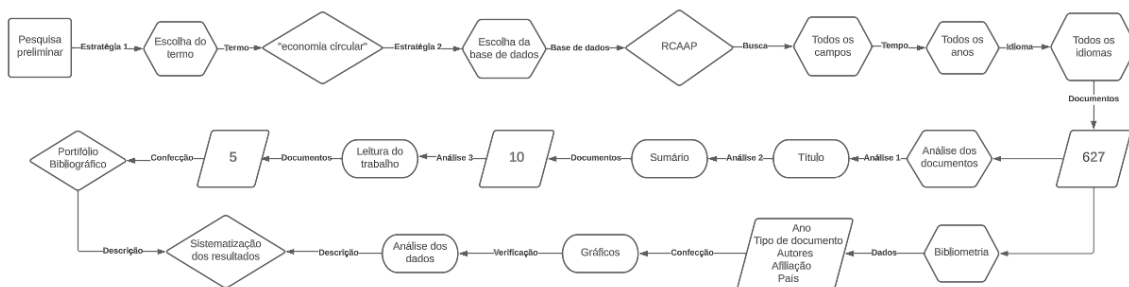 Pesquisa
preliminar
Estratégia 1
Escolha do
termo
Termo
"economia circular"
Estratégia 2
Escolha da
base de dados
Base de dados
RCAAP
Busca
Todos os
campos
Tempo
Todos os
anos
Idioma
Todos os
idiomas
Documentos
627
Análise dos
documentos
Análise 1
Título
Análise 2
Sumário
Documentos
10
Análise 3
Leitura do
trabalho
Documentos
5
Confecção
Portifólio
Bibliográfico
Descrição
Bibliometria
Dados
Ano
Tipo de documento
Autores
Afiliação
País
Confecção
Gráficos
Verificação
Análise dos
dados
Descrição
Sistematização
dos resultados